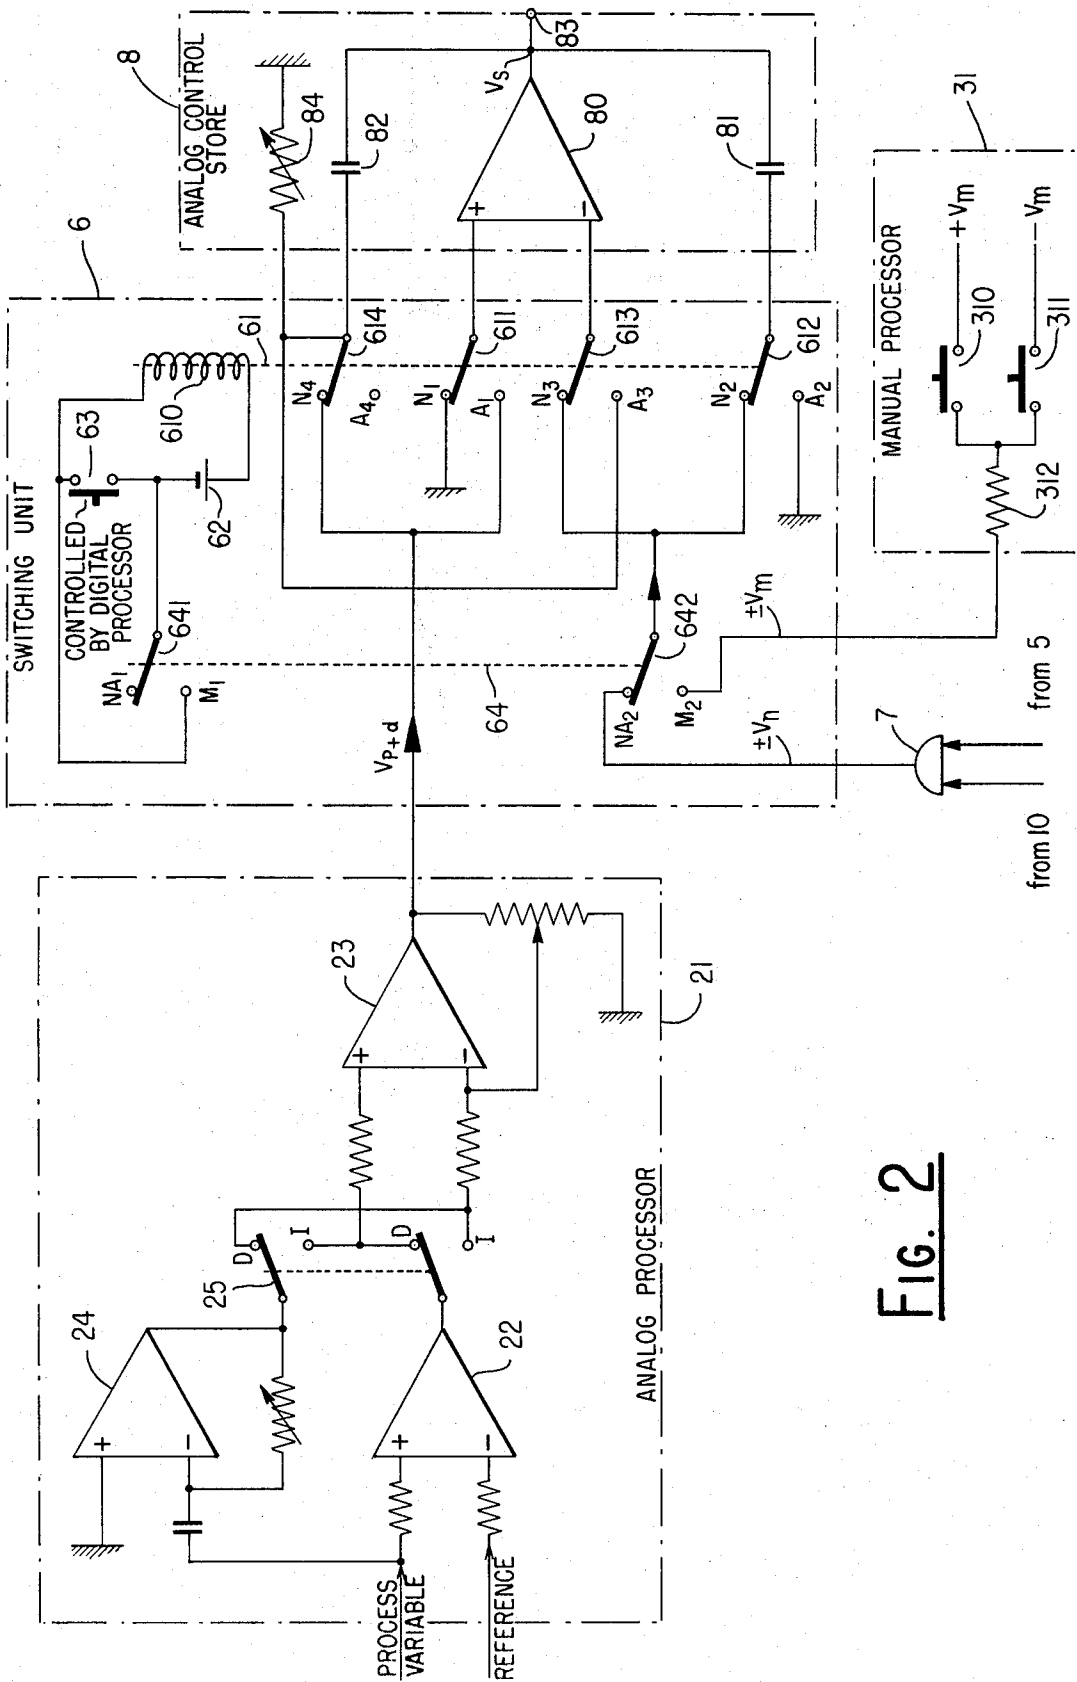 8
ANALOG CONTROL
STORE
84
82
Vs
83
80
81
+
−
6
SWITCHING UNIT
61
610
63
62
CONTROLLED
BY DIGITAL
PROCESSOR
641
NA1
M1
64
N4
A4
614
N1
A1
611
N3
A3
613
N2
A2
612
642
NA2
M2
VP+d
±Vn
±Vm
7
from 10
from 5
31
MANUAL PROCESSOR
+Vm
−Vm
310
311
312
21
ANALOG PROCESSOR
23
+
−
24
+
−
25
D
I
D
I
22
+
−
PROCESS
VARIABLE
REFERENCE
FIG. 2